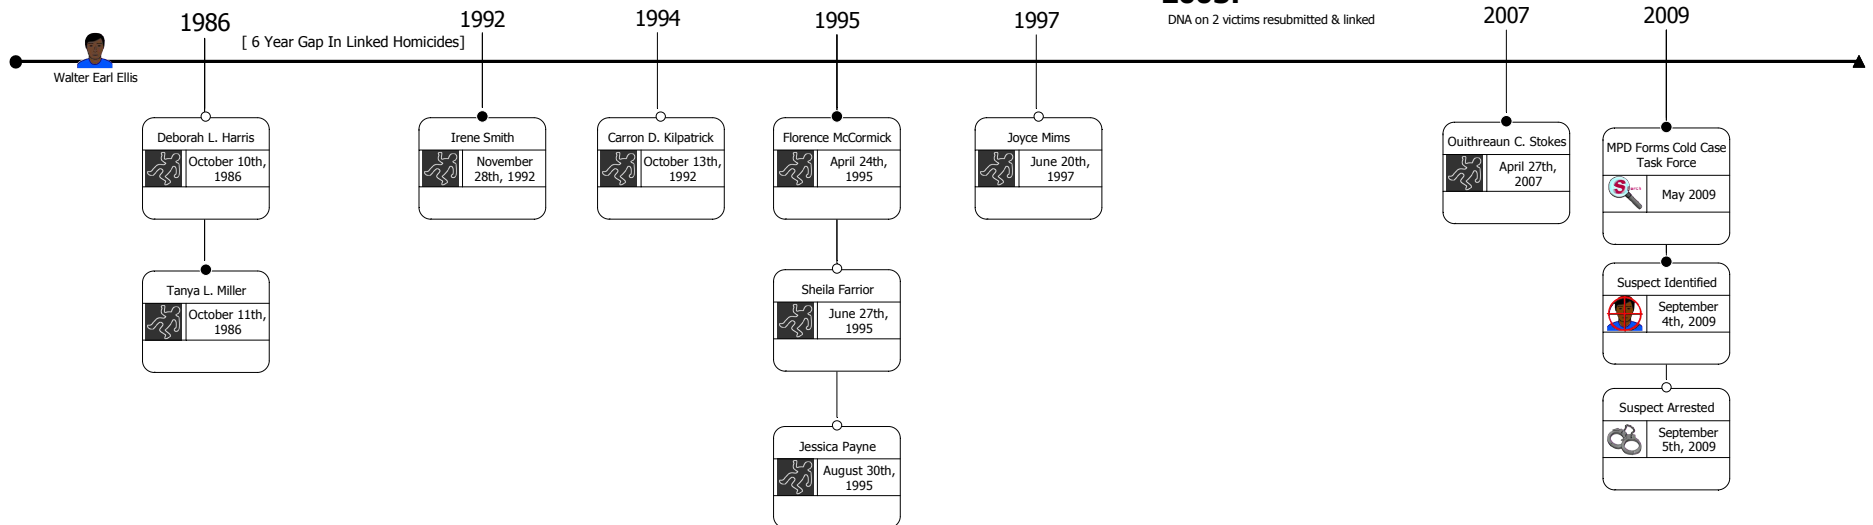 1986
1992
1994
1995
1997
DNA on 2 victims resubmitted & linked
2007
2009
[ 6 Year Gap In Linked Homicides]
Walter Earl Ellis
Deborah L. Harris
October 10th,
1986
Tanya L. Miller
October 11th,
1986
Irene Smith
November
28th, 1992
Carron D. Kilpatrick
October 13th,
1992
Florence McCormick
April 24th,
1995
Sheila Farrior
June 27th,
1995
Jessica Payne
August 30th,
1995
Joyce Mims
June 20th,
1997
Ouithreaun C. Stokes
April 27th,
2007
MPD Forms Cold Case
Task Force
May 2009
Suspect Identified
September
4th, 2009
Suspect Arrested
September
5th, 2009